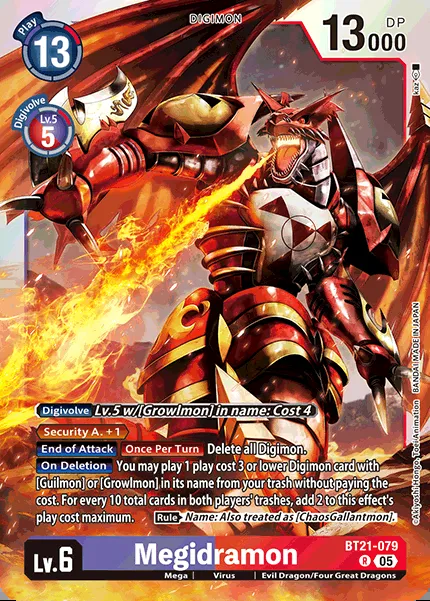 DIGIMON
Play
13
13000 DP
Digivolve
Lv.5
5
kaz
©Akiyoshi Hongo, Toei Animation BANDAI MADE IN JAPAN
Digivolve Lv.5 w/[Growlmon] in name: Cost 4
Security A. +1
End of Attack Once Per Turn Delete all Digimon.
On Deletion You may play 1 play cost 3 or lower Digimon card with
[Guilmon] or [Growlmon] in its name from your trash without paying the
cost. For every 10 total cards in both players' trashes, add 2 to this effect's
play cost maximum. Rule Name: Also treated as [ChaosGallantmon].
Lv.6
Megidramon
BT21-079
R 05
Mega | Virus | Evil Dragon/Four Great Dragons